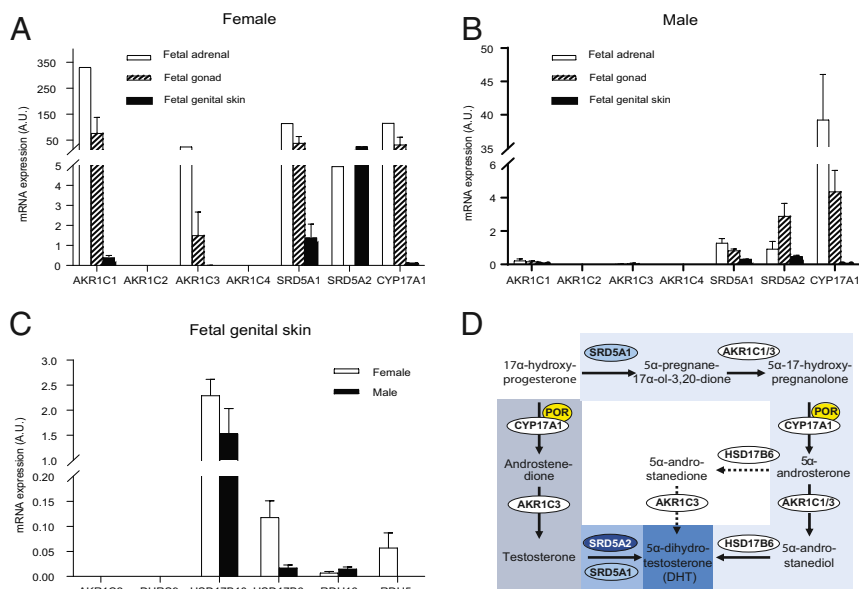 A
Female
Fetal adrenal
Fetal gonad
Fetal genital skin
mRNA expression (A.U.)
350
250
150
50
5
4
3
2
1
0
AKR1C1 AKR1C2 AKR1C3 AKR1C4 SRD5A1 SRD5A2 CYP17A1
B
Male
Fetal adrenal
Fetal gonad
Fetal genital skin
mRNA expression (A.U.)
50
45
40
35
6
4
2
0
AKR1C1 AKR1C2 AKR1C3 AKR1C4 SRD5A1 SRD5A2 CYP17A1
C
Fetal genital skin
Female
Male
mRNA expression (A.U.)
3.0
2.5
2.0
1.5
1.0
0.20
0.15
0.10
0.05
0.00
D
17α-hydroxy-
progesterone
SRD5A1
5α-pregnane-
17α-ol-3,20-dione
AKR1C1/3
5α-17-hydroxy-
pregnanolone
POR
CYP17A1
POR
CYP17A1
Androstene-
dione
5α-andro-
stanedione
HSD17B6
5α-
androsterone
AKR1C3
AKR1C3
AKR1C1/3
Testosterone
SRD5A2
SRD5A1
5α-dihydro-
testosterone
(DHT)
HSD17B6
5α-andro-
stanediol